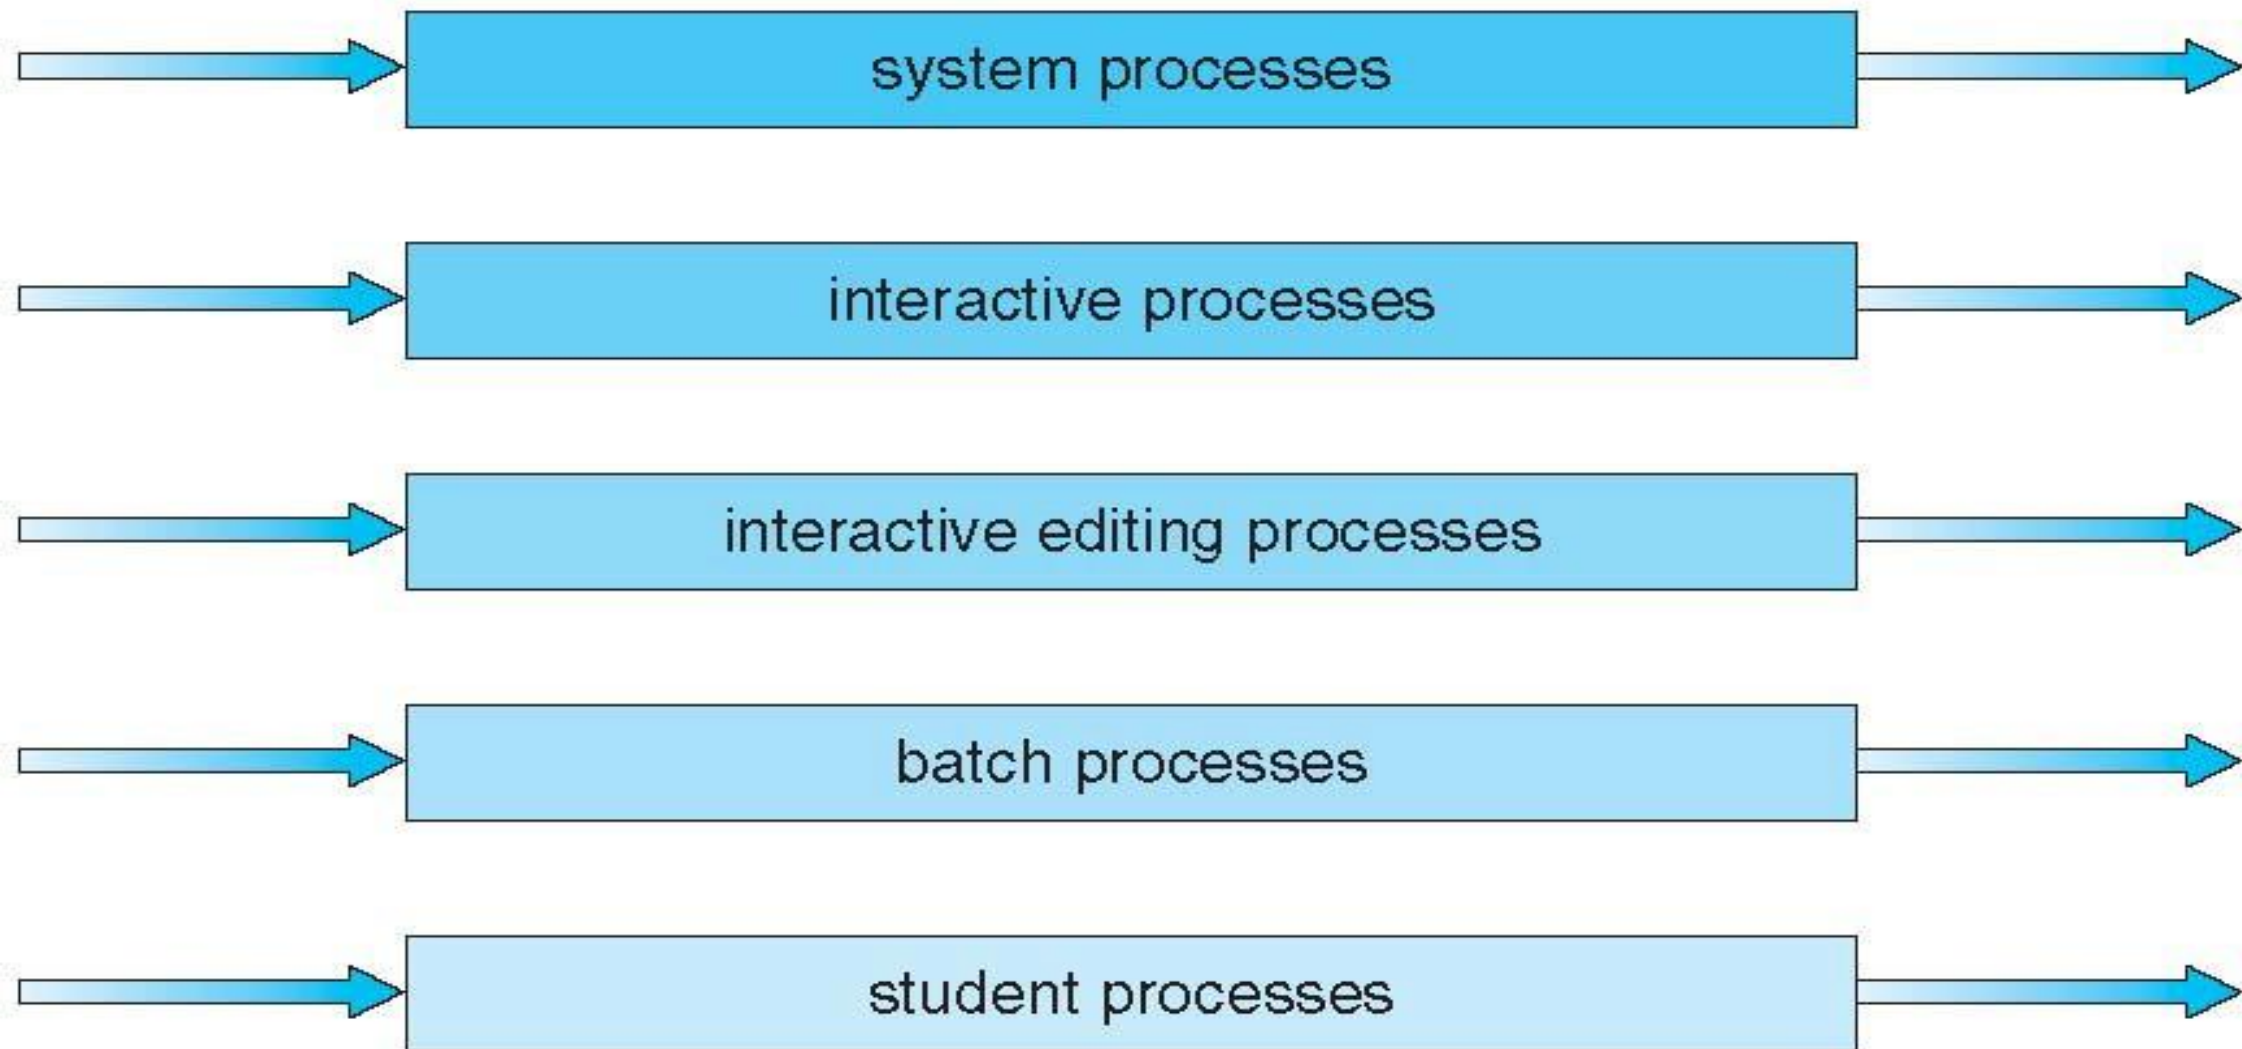 system processes
interactive processes
interactive editing processes
batch processes
student processes